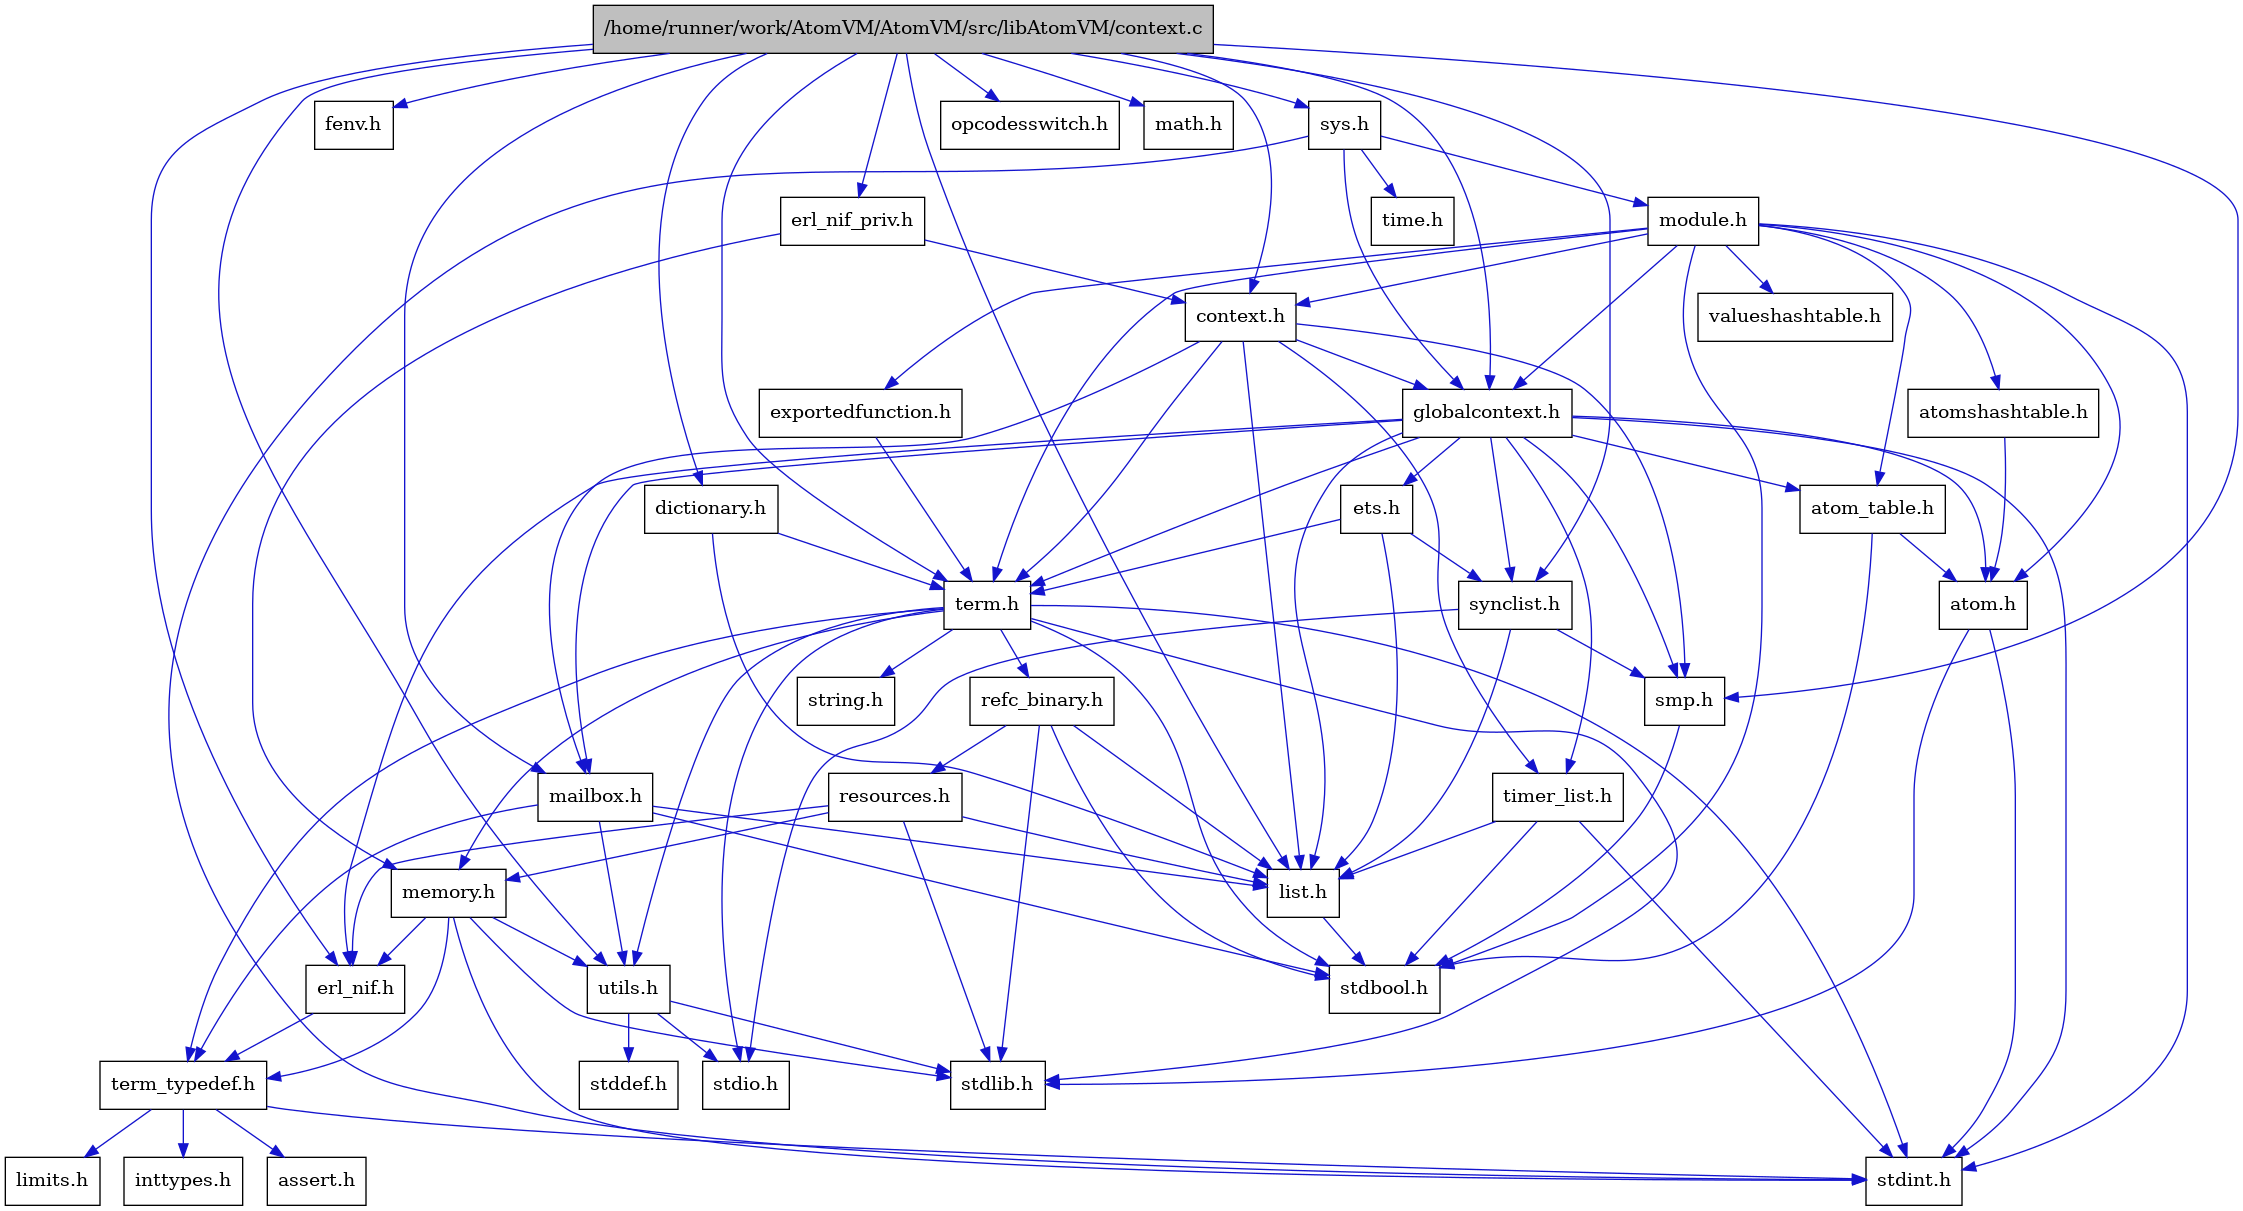 /home/runner/work/AtomVM/AtomVM/src/libAtomVM/context.c
fenv.h
opcodesswitch.h
math.h
sys.h
erl_nif_priv.h
time.h
module.h
context.h
valueshashtable.h
exportedfunction.h
globalcontext.h
atomshashtable.h
dictionary.h
ets.h
atom_table.h
term.h
synclist.h
atom.h
string.h
refc_binary.h
smp.h
mailbox.h
resources.h
timer_list.h
memory.h
list.h
erl_nif.h
utils.h
stdbool.h
term_typedef.h
stddef.h
stdio.h
stdlib.h
limits.h
inttypes.h
assert.h
stdint.h